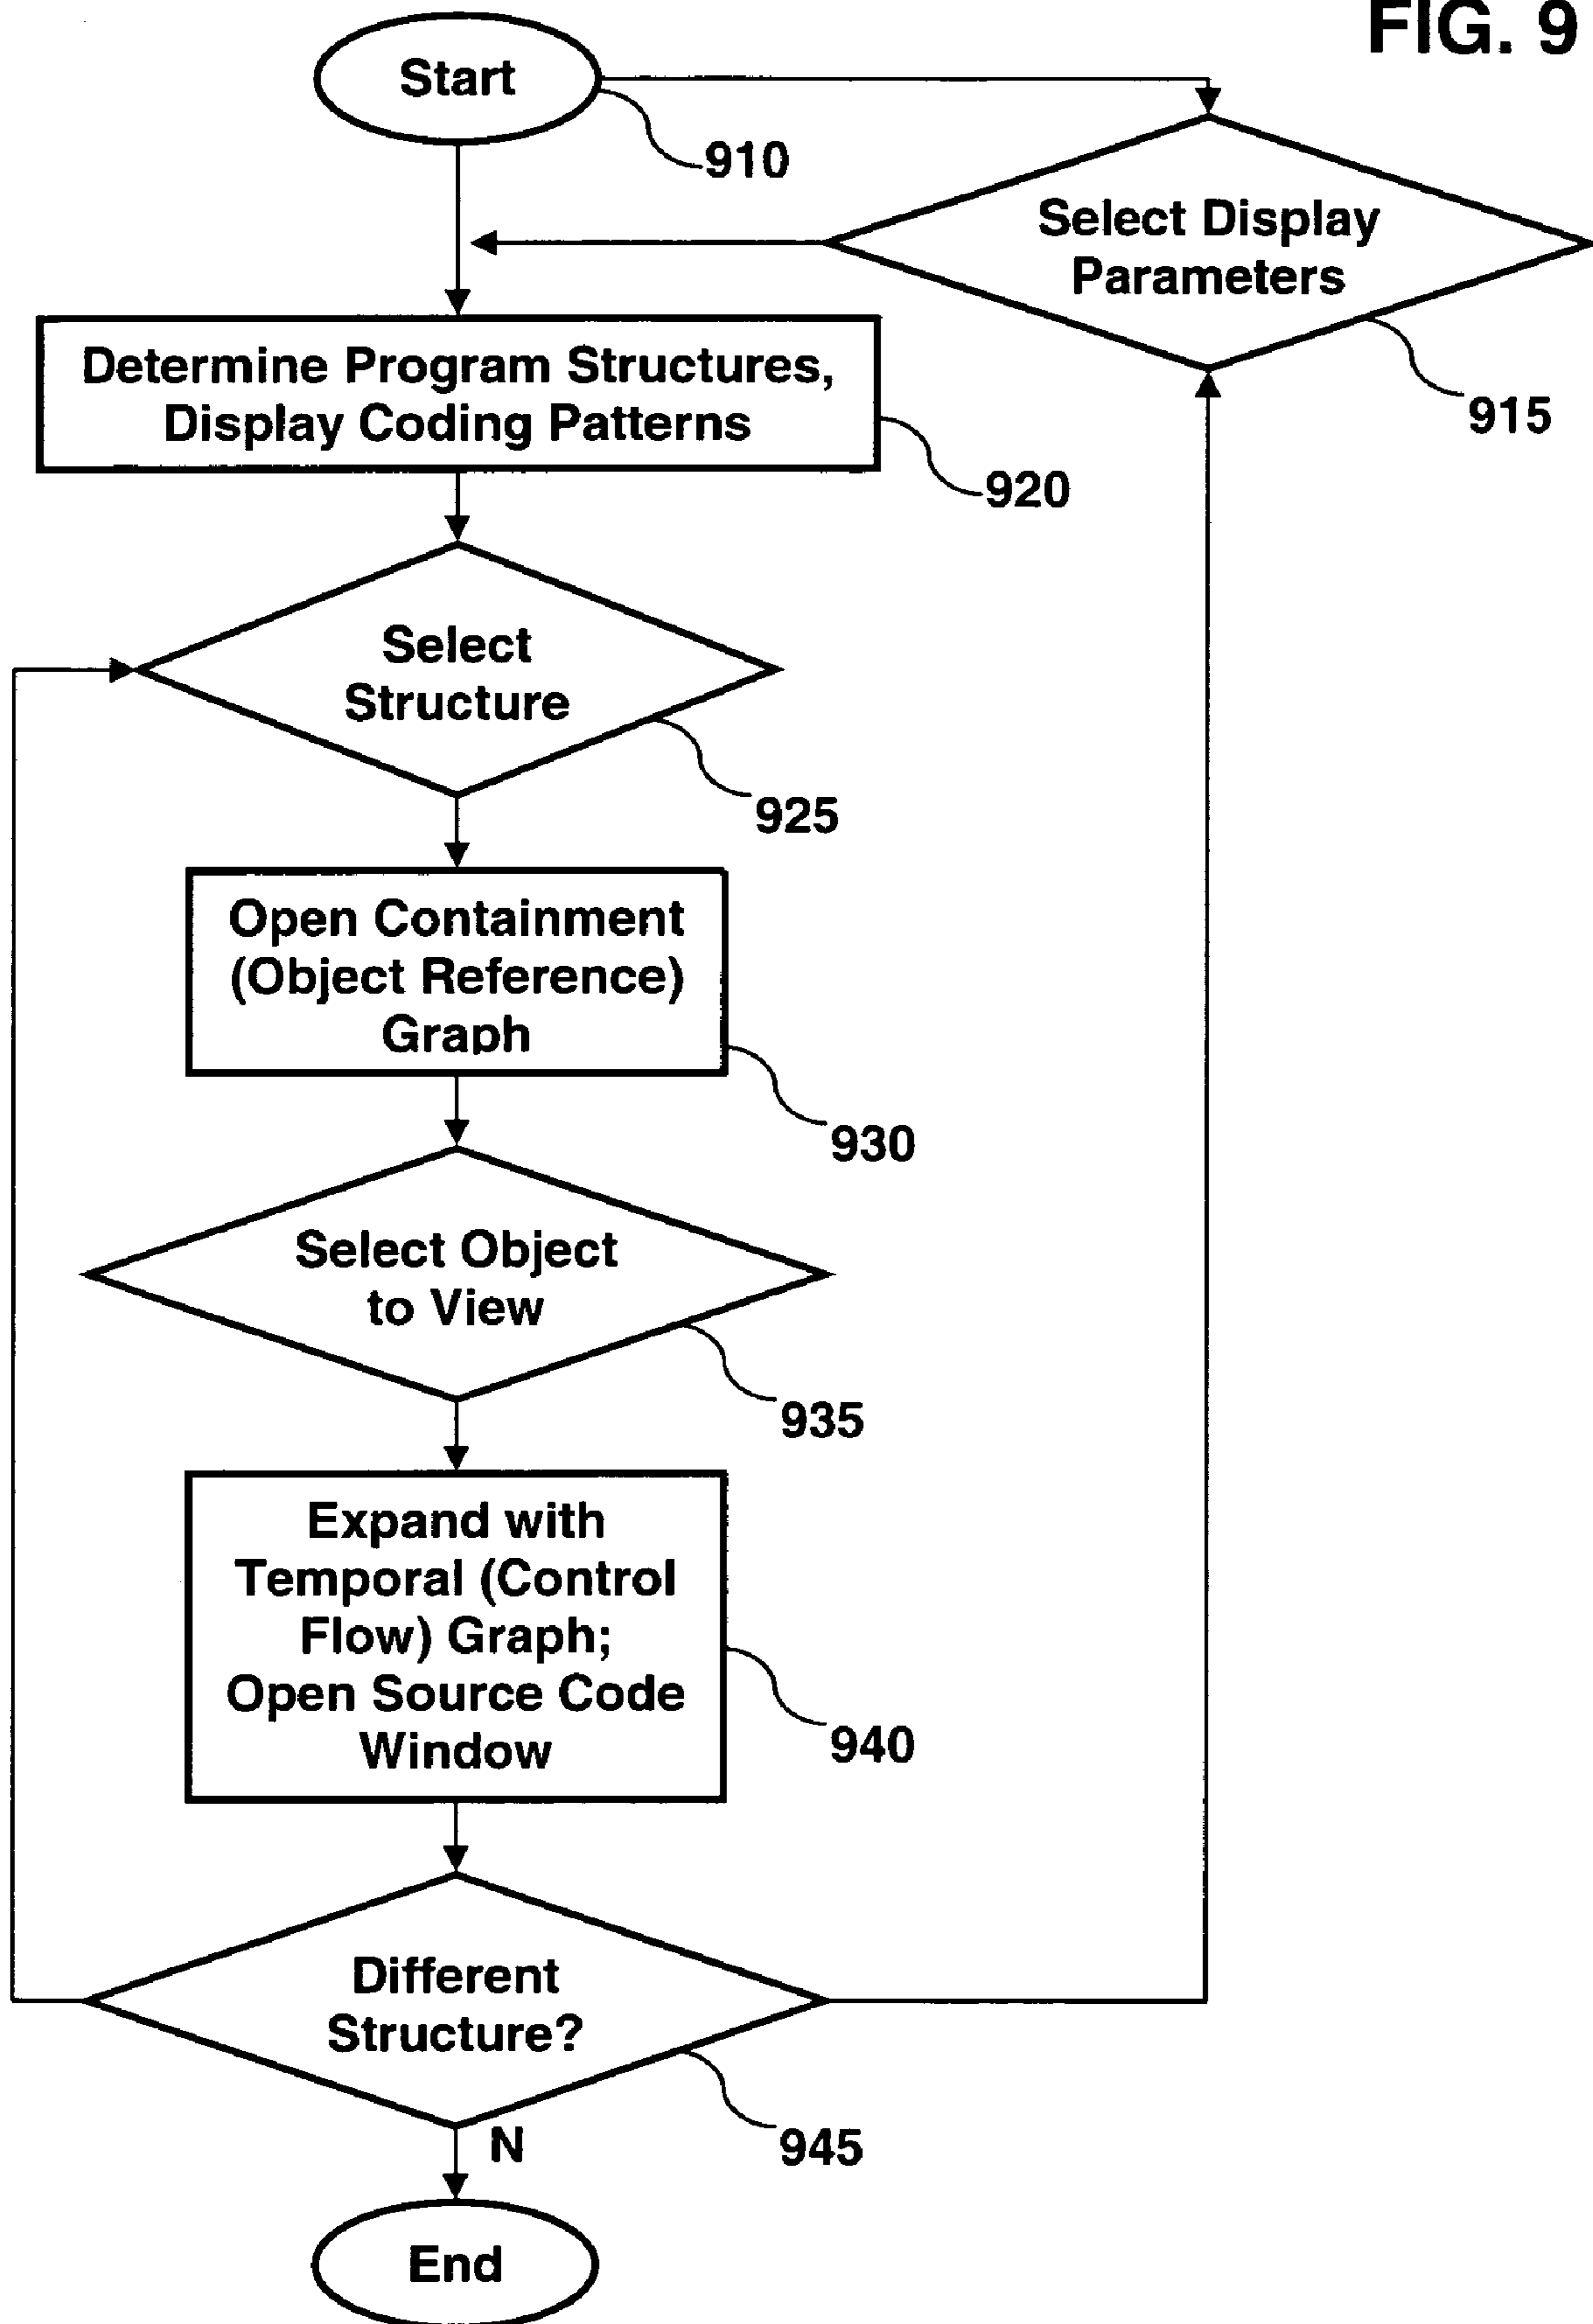 FIG. 9
Start
910
Select Display
Parameters
915
Determine Program Structures,
Display Coding Patterns
920
Select
Structure
925
Open Containment
(Object Reference)
Graph
930
Select Object
to View
935
Expand with
Temporal (Control
Flow) Graph;
Open Source Code
Window
940
Different
Structure?
945
N
End